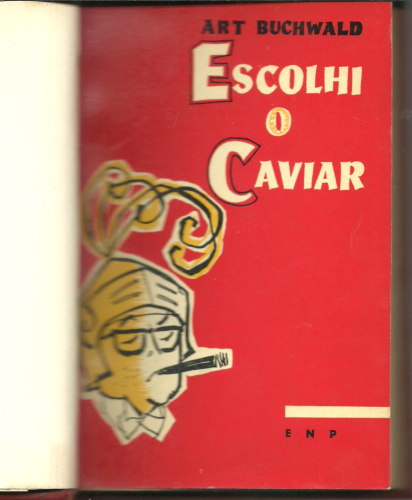 ART BUCHWALD
ESCOLHI
O
CAVIAR
E N P